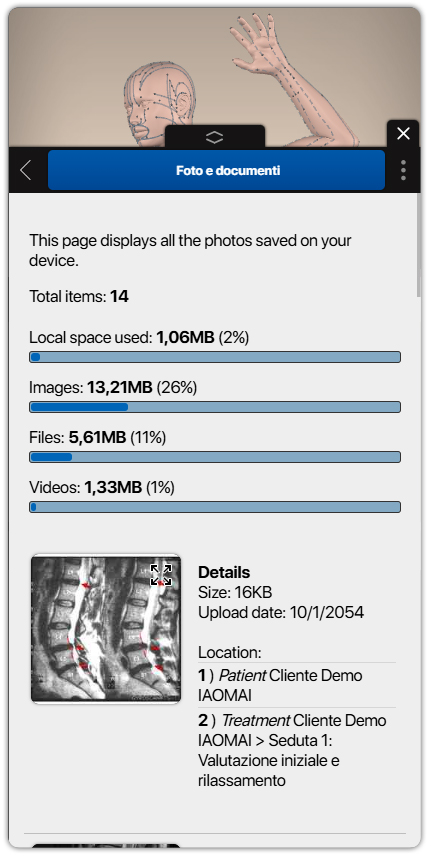 Foto e documenti
This page displays all the photos saved on your
device.
Total items: 14
Local space used: 1,06MB (2%)
Images: 13,21MB (26%)
Files: 5,61MB (11%)
Videos: 1,33MB (1%)
Details
Size: 16KB
Upload date: 10/1/2054
Location:
1 ) Patient Cliente Demo
IAOMAI
2 ) Treatment Cliente Demo
IAOMAI > Seduta 1:
Valutazione iniziale e
rilassamento